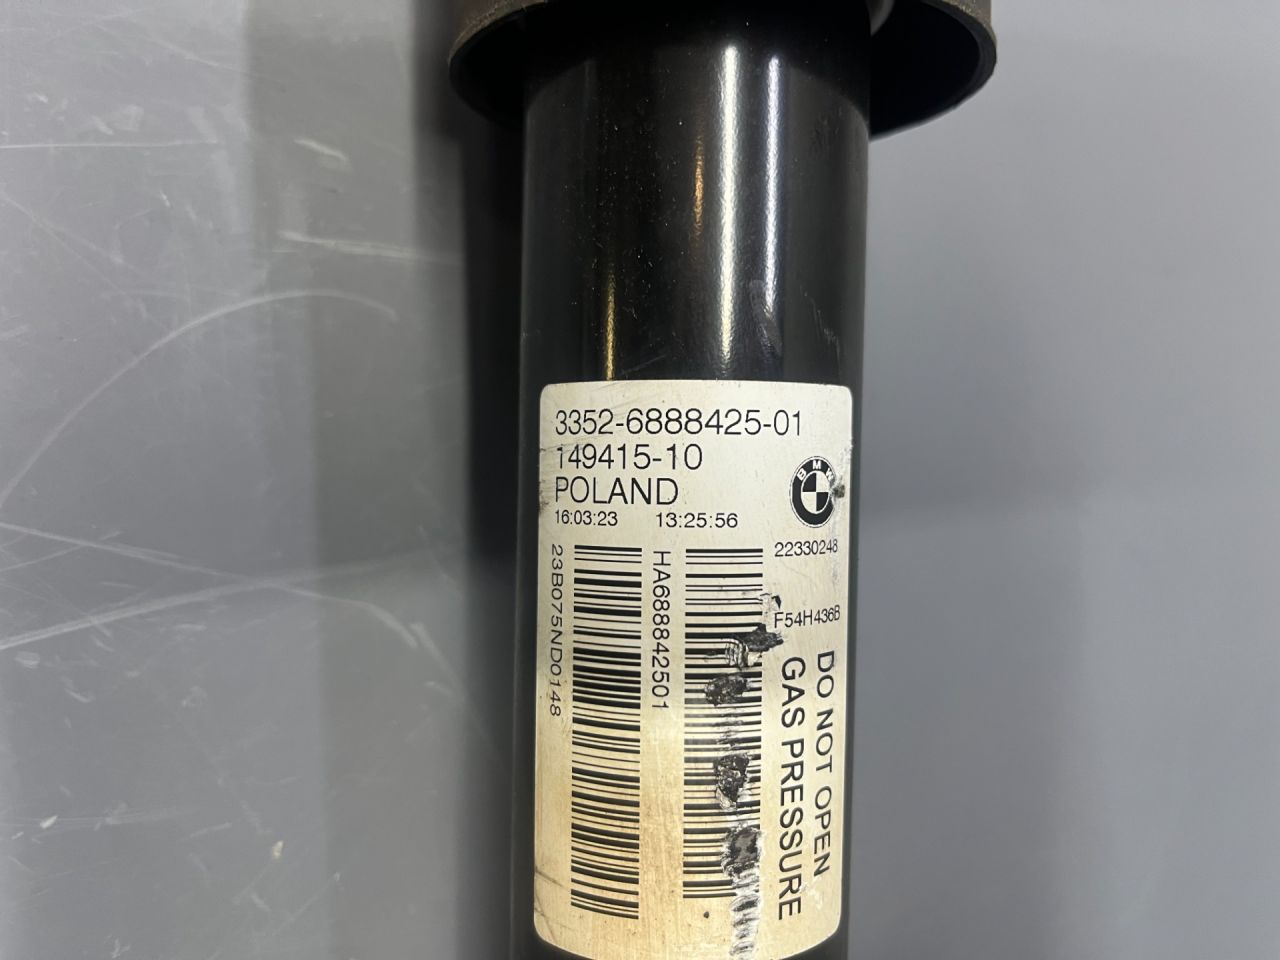 3352-6888425-01
149415-10
POLAND
16:03:23 13:25:56
BMW
22330248
F54H436B
23B075ND0148
HA688842501
DO NOT OPEN
GAS PRESSURE